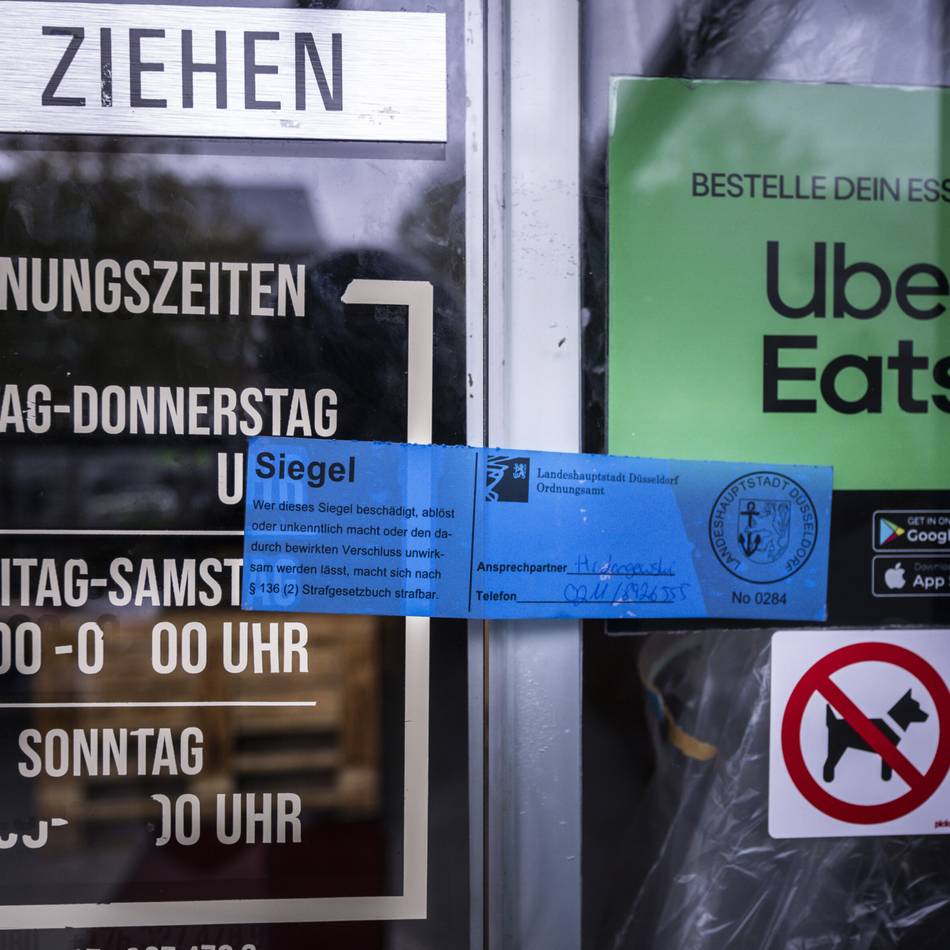 ZIEHEN
NUNGSZEITEN
AG-DONNERSTAG
U
ITAG-SAMST
00 -0 00 UHR
SONNTAG
00 UHR
Siegel
Wer dieses Siegel beschädigt, ablöst
oder unkenntlich macht oder den da-
durch bewirkten Verschluss unwirk-
sam werden lässt, macht sich nach
§ 136 (2) Strafgesetzbuch strafbar.
Landeshauptstadt Düsseldorf
Ordnungsamt
Ansprechpartner
Telefon 0211/8926555
LANDESHAUPTSTADT DÜSSELDORF
No 0284
BESTELLE DEIN ESS
Ube
Eats
GET IN ON
Google
App